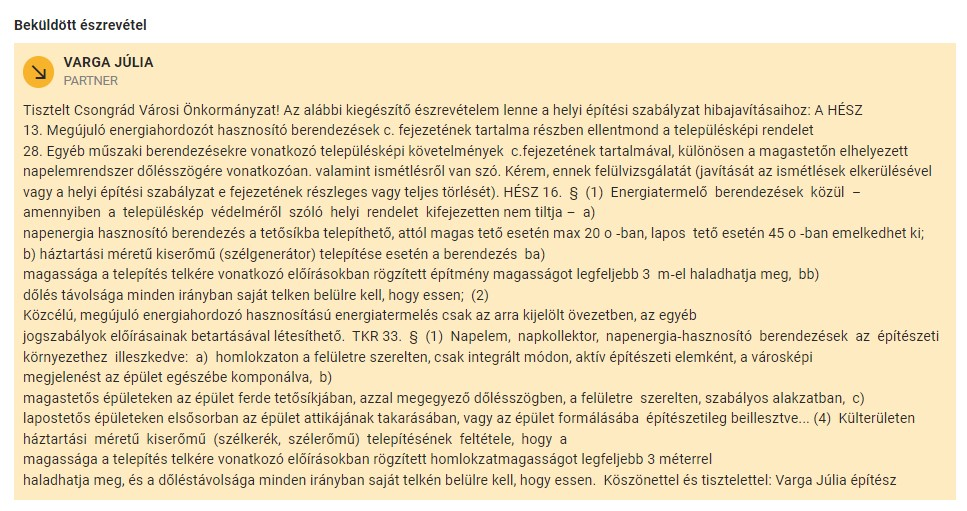 Beküldött észrevétel
VARGA JÚLIA
PARTNER
Tisztelt Csongrád Városi Önkormányzat! Az alábbi kiegészítő észrevételem lenne a helyi építési szabályzat hibajavításaihoz: A HÉSZ
13. Megújuló energiahordozót hasznosító berendezések c. fejezetének tartalma részben ellentmond a településképi rendelet
28. Egyéb műszaki berendezésekre vonatkozó településképi követelmények c.fejezetének tartalmával, különösen a magastetőn elhelyezett
napelemrendszer dőlésszögére vonatkozóan. valamint ismétlésről van szó. Kérem, ennek felülvizsgálatát (javítását az ismétlések elkerülésével
vagy a helyi építési szabályzat e fejezetének részleges vagy teljes törlését). HÉSZ 16. § (1) Energiatermelő berendezések közül –
amennyiben a településkép védelméről szóló helyi rendelet kifejezetten nem tiltja – a)
napenergia hasznosító berendezés a tetősíkba telepíthető, attól magas tető esetén max 20 o -ban, lapos tető esetén 45 o -ban emelkedhet ki;
b) háztartási méretű kiserőmű (szélgenerátor) telepítése esetén a berendezés ba)
magassága a telepítés telkére vonatkozó előírásokban rögzített építmény magasságot legfeljebb 3 m-el haladhatja meg, bb)
dőlés távolsága minden irányban saját telken belülre kell, hogy essen; (2)
Közcélú, megújuló energiahordozó hasznosítású energiatermelés csak az arra kijelölt övezetben, az egyéb
jogszabályok előírásainak betartásával létesíthető. TKR 33. § (1) Napelem, napkollektor, napenergia-hasznosító berendezések az építészeti
környezethez illeszkedve: a) homlokzaton a felületre szerelten, csak integrált módon, aktív építészeti elemként, a városképi
megjelenést az épület egészébe komponálva, b)
magastetős épületeken az épület ferde tetősíkjában, azzal megegyező dőlésszögben, a felületre szerelten, szabályos alakzatban, c)
lapostetős épületeken elsősorban az épület attikájának takarásában, vagy az épület formálásába építészetileg beillesztve... (4) Külterületen
háztartási méretű kiserőmű (szélkerék, szélerőmű) telepítésének feltétele, hogy a
magassága a telepítés telkére vonatkozó előírásokban rögzített homlokzatmagasságot legfeljebb 3 méterrel
haladhatja meg, és a dőléstávolsága minden irányban saját telkén belülre kell, hogy essen. Köszönettel és tisztelettel: Varga Júlia építész